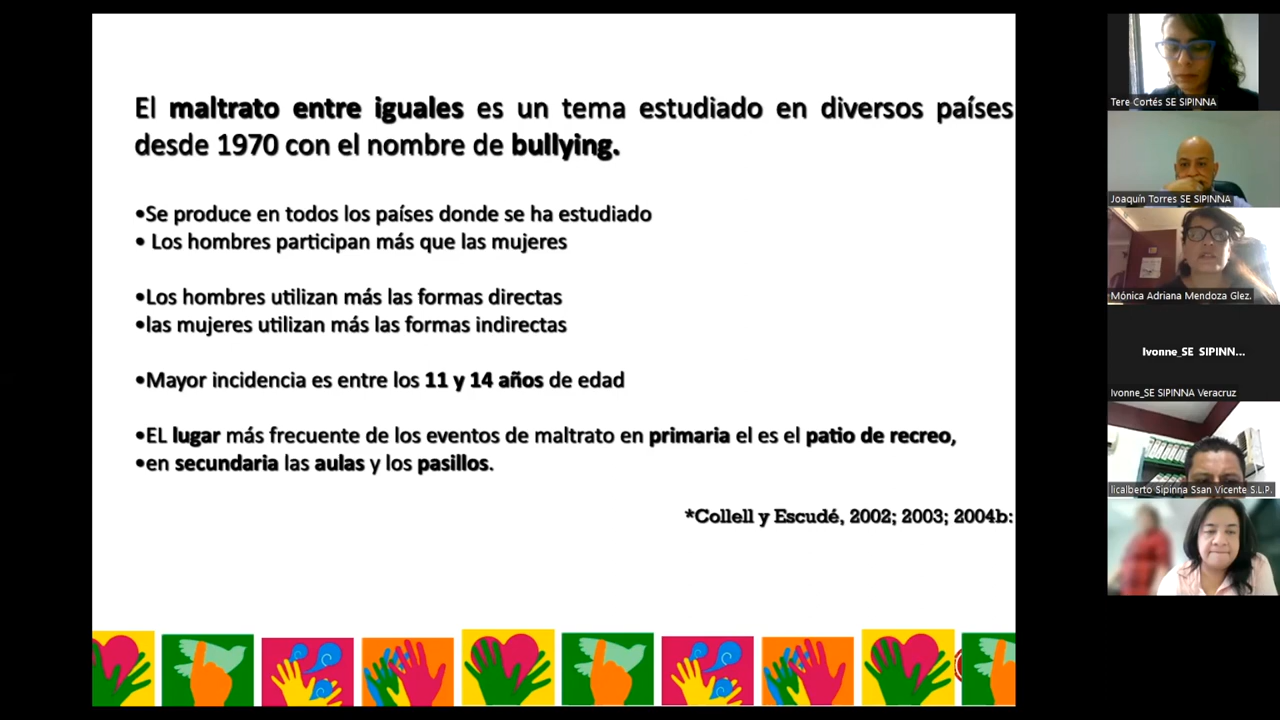 El maltrato entre iguales es un tema estudiado en diversos países
desde 1970 con el nombre de bullying.
•Se produce en todos los países donde se ha estudiado
• Los hombres participan más que las mujeres
•Los hombres utilizan más las formas directas
•las mujeres utilizan más las formas indirectas
•Mayor incidencia es entre los 11 y 14 años de edad
•EL lugar más frecuente de los eventos de maltrato en primaria el es el patio de recreo,
•en secundaria las aulas y los pasillos.
*Collell y Escudé, 2002; 2003; 2004b:
Tere Cortés SE SIPINNA
Joaquín Torres SE SIPINNA
Mónica Adriana Mendoza Glez.
Ivonne_SE SIPINN...
Ivonne_SE SIPINNA Veracruz
licalberto Sipinna Ssan Vicente S.L.P.